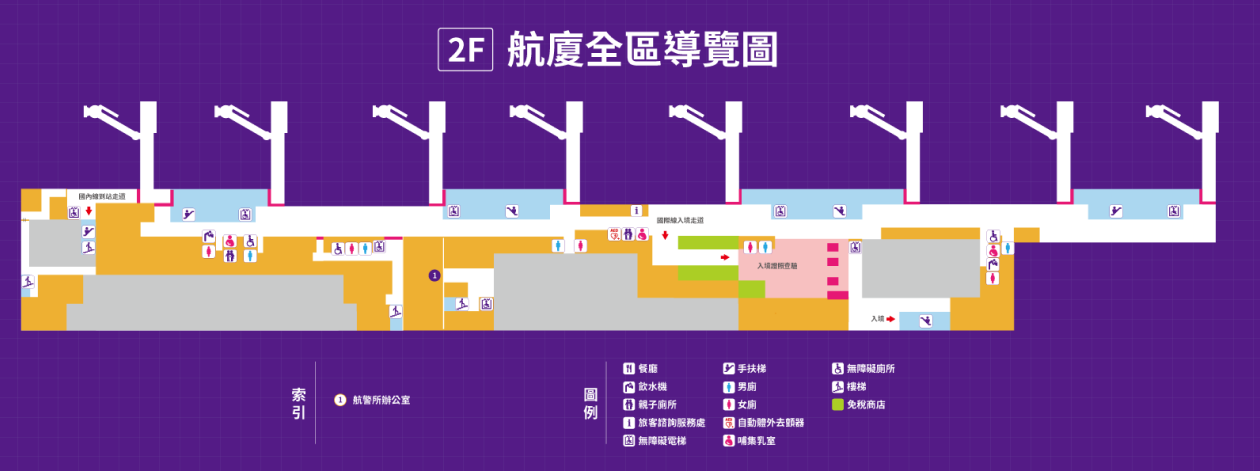 2F 航廈全區導覽圖
國內線到站走道
AED
i
國際線入境走道
入境證照查驗
1
入境
索引
1 航警所辦公室
圖例
餐廳
飲水機
親子廁所
i 旅客諮詢服務處
無障礙電梯
手扶梯
男廁
女廁
AED 自動體外去顫器
哺集乳室
無障礙廁所
樓梯
免稅商店